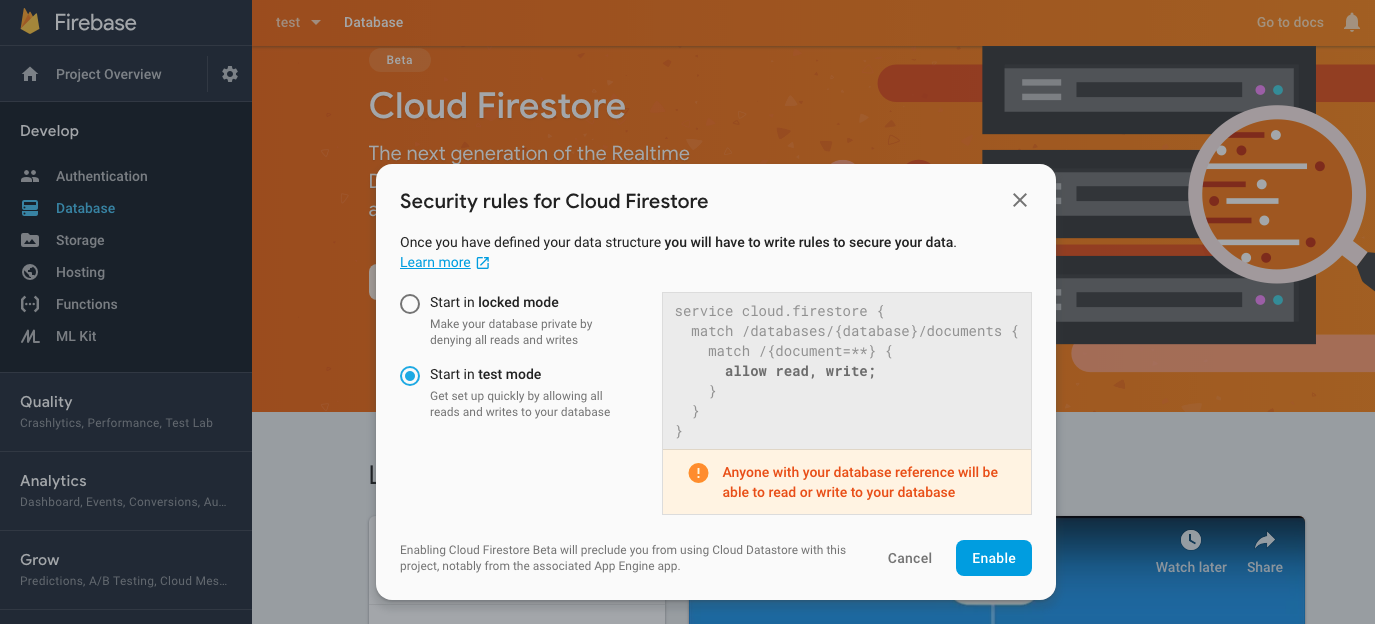 Firebase
test
Database
Go to docs
Project Overview
Develop
Authentication
Database
Storage
Hosting
Functions
ML Kit
Quality
Crashlytics, Performance, Test Lab
Analytics
Dashboard, Events, Conversions, Au...
Grow
Predictions, A/B Testing, Cloud Mes...
Beta
Cloud Firestore
The next generation of the Realtime
Security rules for Cloud Firestore
Once you have defined your data structure you will have to write rules to secure your data.
Learn more
Start in locked mode
Make your database private by
denying all reads and writes
Start in test mode
Get set up quickly by allowing all
reads and writes to your database
service cloud.firestore {
match /databases/{database}/documents {
match /{document=**} {
allow read, write;
}
}
}
Anyone with your database reference will be
able to read or write to your database
Enabling Cloud Firestore Beta will preclude you from using Cloud Datastore with this
project, notably from the associated App Engine app.
Cancel
Enable
Watch later
Share